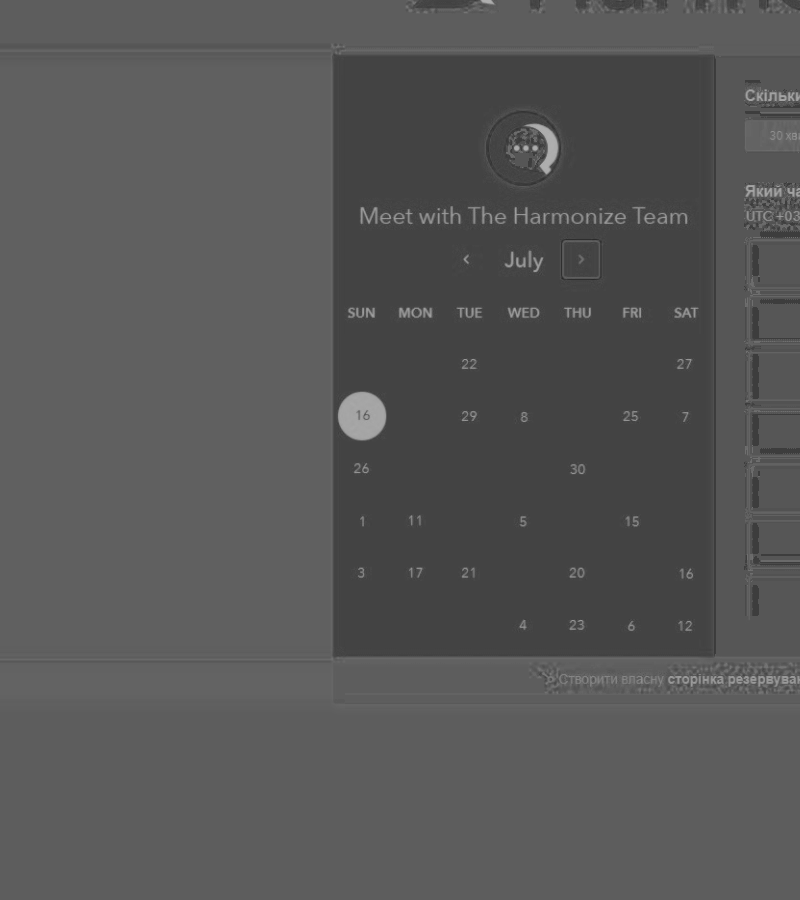 Скільки
30 хв
Meet with The Harmonize Team
Який ча
UTC +03
July
SUN MON TUE WED THU FRI SAT
22 27
16 29 8 25 7
26 30
1 11 5 15
3 17 21 20 16
4 23 6 12
Створити власну сторінка резервуван